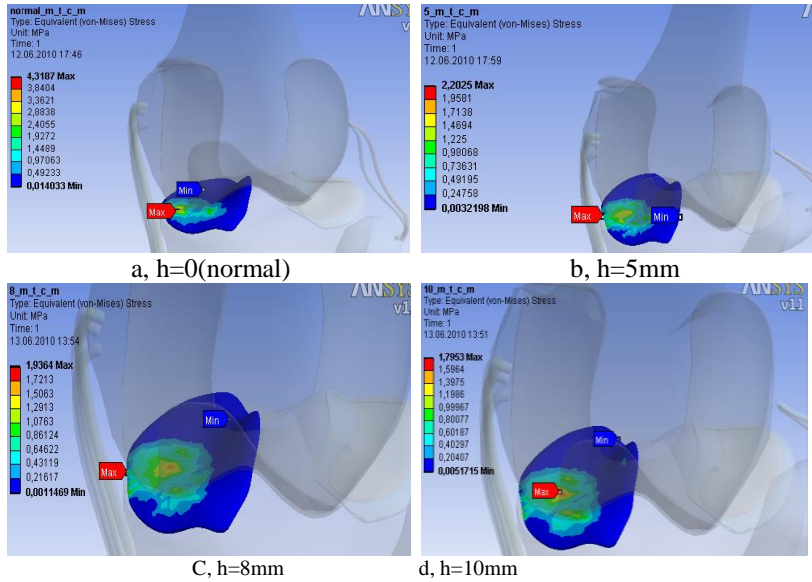 normal_m_t_c_m
Type: Equivalent (von-Mises) Stress
Unit: MPa
Time: 1
12.06.2010 17:46
4,3187 Max
3,8404
3,3621
2,8838
2,4055
1,9272
1,4489
0,97063
0,49233
0,014033 Min
Min
Max
a, h=0(normal)
5_m_t_c_m
Type: Equivalent (von-Mises) Stress
Unit: MPa
Time: 1
12.06.2010 17:59
2,2025 Max
1,9581
1,7138
1,4694
1,225
0,98068
0,73631
0,49195
0,24758
0,0032198 Min
Max
Min
b, h=5mm
8_m_t_c_m
Type: Equivalent (von-Mises) Stress
Unit: MPa
Time: 1
13.06.2010 13:54
v1
1,9364 Max
1,7213
1,5063
1,2913
1,0763
0,86124
0,64622
0,43119
0,21617
0,0011469 Min
Min
Max
C, h=8mm
10_m_t_c_m
Type: Equivalent (von-Mises) Stress
Unit: MPa
Time: 1
13.06.2010 13:51
ANSYS
v11
1,7953 Max
1,5964
1,3975
1,1986
0,99967
0,80077
0,60187
0,40297
0,20407
0,0051715 Min
Min
Max
d, h=10mm